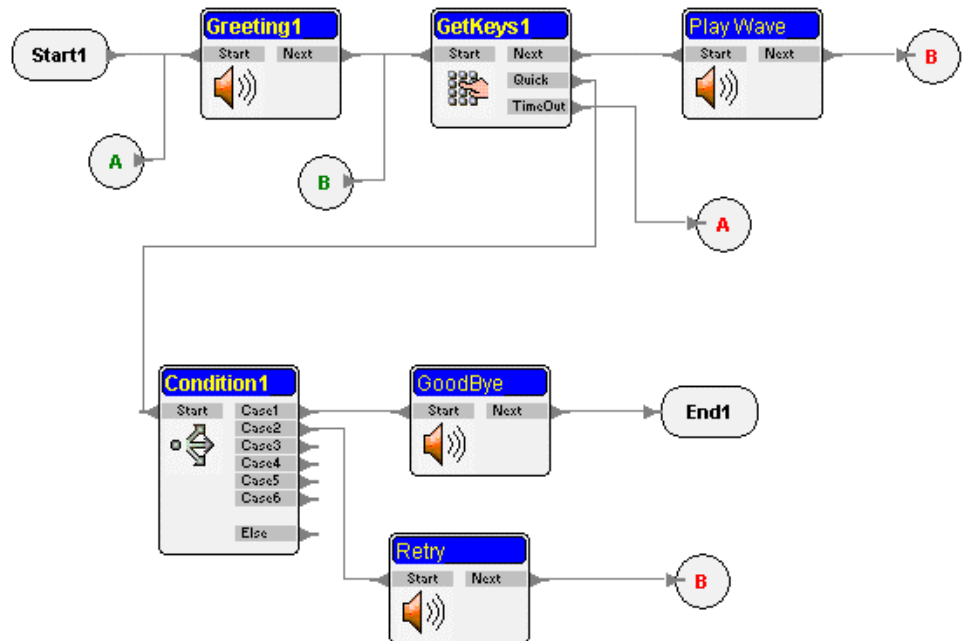 Greeting1
GetKeys1
Play Wave
Start1
Start Next
Start Next
Start Next
B
Quick
TimeOut
A
B
A
Condition1
GoodBye
Start Case1
Start Next
End1
Case2
Case3
Case4
Case5
Case6
Else
Retry
Start Next
B